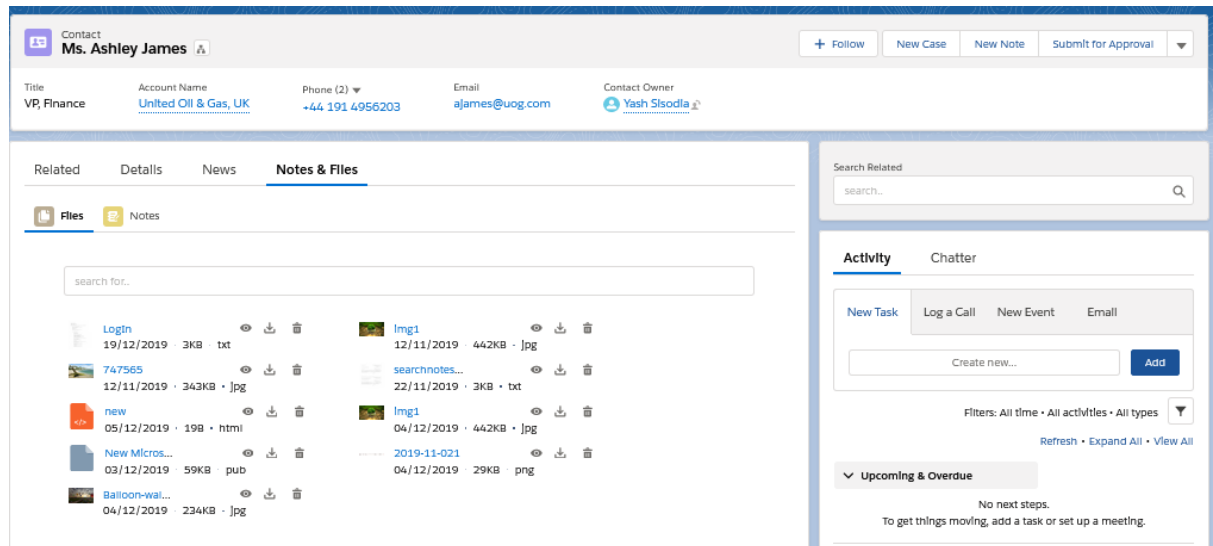 Contact
Ms. Ashley James
+ Follow New Case New Note Submit for Approval
Title Account Name Phone (2) Email Contact Owner
VP, Finance United Oil & Gas, UK +44 191 4956203 ajames@uog.com Yash Sisodia
Related Details News Notes & Files
Files Notes
search for..
LogIn
19/12/2019 · 3KB · txt
Img1
12/11/2019 · 442KB · jpg
747565
12/11/2019 · 343KB · jpg
searchnotes...
22/11/2019 · 3KB · txt
new
05/12/2019 · 19B · html
Img1
04/12/2019 · 442KB · jpg
New Micros...
03/12/2019 · 59KB · pub
2019-11-021
04/12/2019 · 29KB · png
Balloon-wal...
04/12/2019 · 234KB · jpg
Search Related
search..
Activity Chatter
New Task Log a Call New Event Email
Create new... Add
Filters: All time • All activities • All types
Refresh • Expand All • View All
Upcoming & Overdue
No next steps.
To get things moving, add a task or set up a meeting.